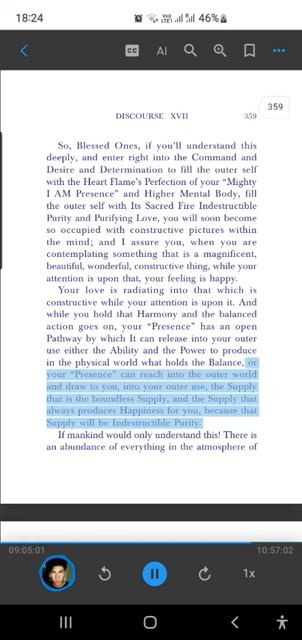 18:24
46%
CC
AI
DISCOURSE XVII
359
359
So, Blessed Ones, if you'll understand this
deeply, and enter right into the Command and
Desire and Determination to fill the outer self
with the Heart Flame's Perfection of your "Mighty
I AM Presence" and Higher Mental Body, fill
the outer self with Its Sacred Fire Indestructible
Purity and Purifying Love, you will soon become
so occupied with constructive pictures within
the mind; and I assure you, when you are
contemplating something that is a magnificent,
beautiful, wonderful, constructive thing, while your
attention is upon that, your feeling is happy.
Your love is radiating into that which is
constructive while your attention is upon it. And
while you hold that Harmony and the balanced
action goes on, your "Presence" has an open
Pathway by which It can release into your outer
use either the Ability and the Power to produce
in the physical world what holds the Balance, or
your "Presence" can reach into the outer world
and draw to you, into your outer use, the Supply
that is the boundless Supply, and the Supply that
always produces Happiness for you, because that
Supply will be Indestructible Purity.
If mankind would only understand this! There is
an abundance of everything in the atmosphere of
09:05:01
10:57:02
1x